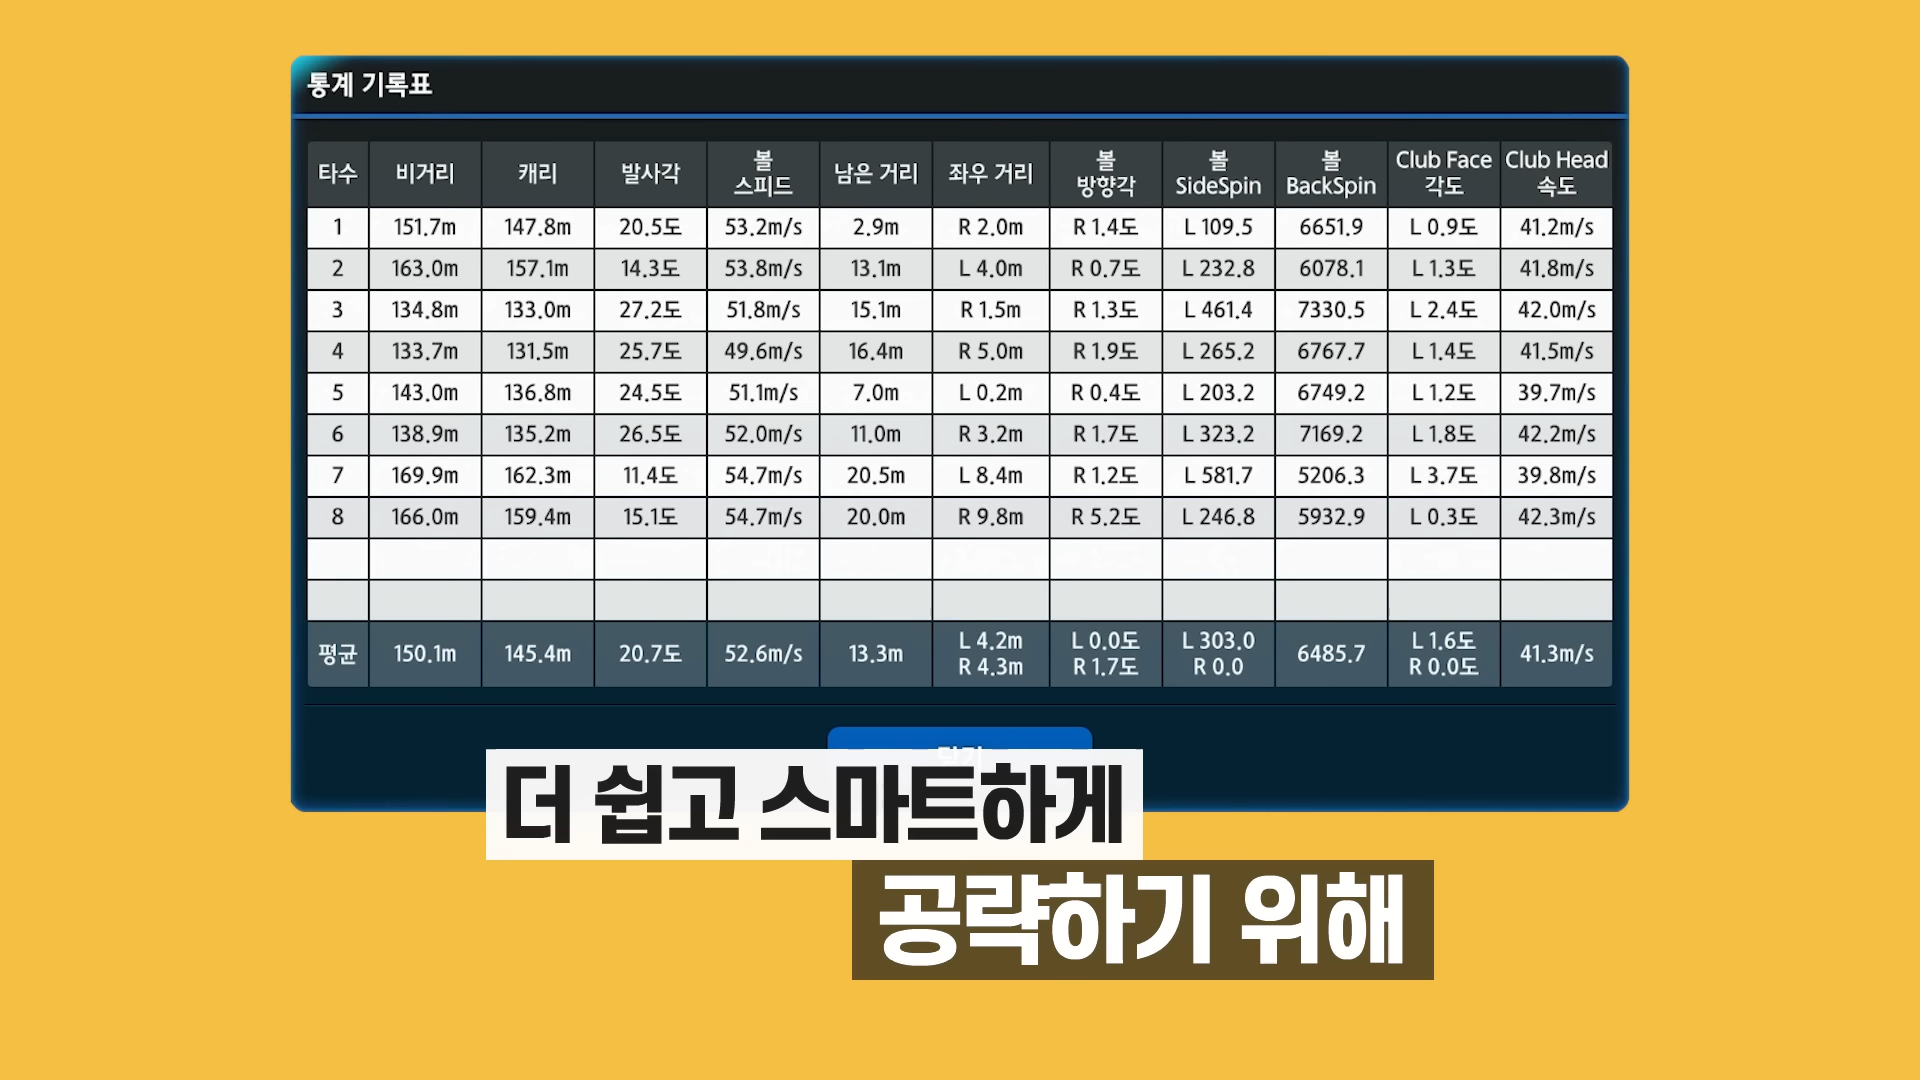 통계 기록표
타수 비거리 캐리 발사각 볼 스피드 남은 거리 좌우 거리 볼 방향각 볼 SideSpin 볼 BackSpin Club Face 각도 Club Head 속도
1 151.7m 147.8m 20.5도 53.2m/s 2.9m R 2.0m R 1.4도 L 109.5 6651.9 L 0.9도 41.2m/s
2 163.0m 157.1m 14.3도 53.8m/s 13.1m L 4.0m R 0.7도 L 232.8 6078.1 L 1.3도 41.8m/s
3 134.8m 133.0m 27.2도 51.8m/s 15.1m R 1.5m R 1.3도 L 461.4 7330.5 L 2.4도 42.0m/s
4 133.7m 131.5m 25.7도 49.6m/s 16.4m R 5.0m R 1.9도 L 265.2 6767.7 L 1.4도 41.5m/s
5 143.0m 136.8m 24.5도 51.1m/s 7.0m L 0.2m R 0.4도 L 203.2 6749.2 L 1.2도 39.7m/s
6 138.9m 135.2m 26.5도 52.0m/s 11.0m R 3.2m R 1.7도 L 323.2 7169.2 L 1.8도 42.2m/s
7 169.9m 162.3m 11.4도 54.7m/s 20.5m L 8.4m R 1.2도 L 581.7 5206.3 L 3.7도 39.8m/s
8 166.0m 159.4m 15.1도 54.7m/s 20.0m R 9.8m R 5.2도 L 246.8 5932.9 L 0.3도 42.3m/s
평균 150.1m 145.4m 20.7도 52.6m/s 13.3m L 4.2m R 4.3m L 0.0도 R 1.7도 L 303.0 R 0.0 6485.7 L 1.6도 R 0.0도 41.3m/s
더 쉽고 스마트하게
공략하기 위해